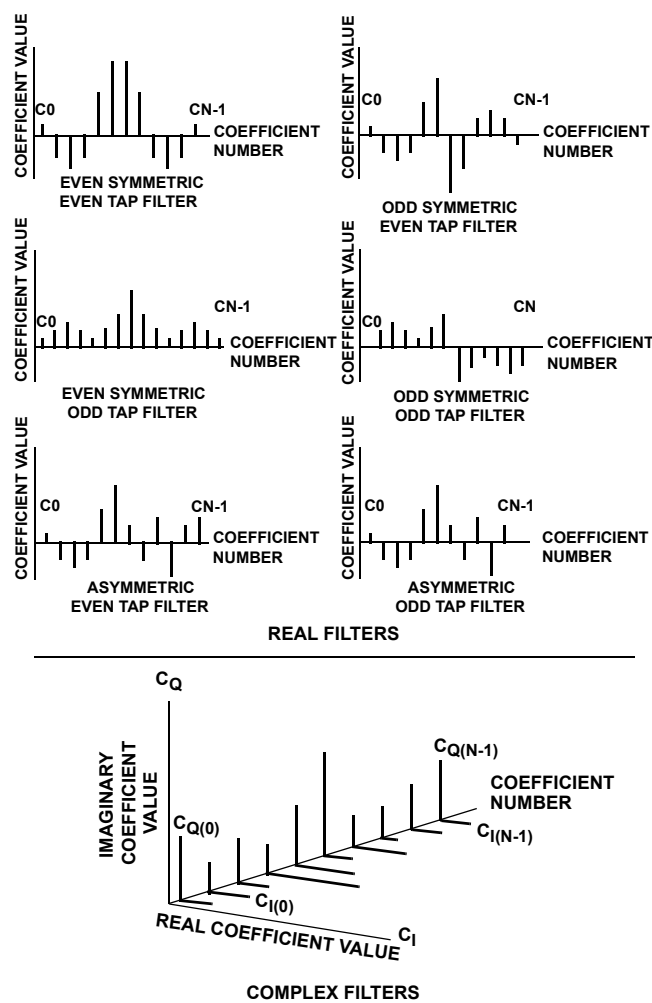 COEFFICIENT VALUE
C0
CN-1
COEFFICIENT
NUMBER
EVEN SYMMETRIC
EVEN TAP FILTER
COEFFICIENT VALUE
C0
CN-1
COEFFICIENT
NUMBER
ODD SYMMETRIC
EVEN TAP FILTER
COEFFICIENT VALUE
C0
CN-1
COEFFICIENT
NUMBER
EVEN SYMMETRIC
ODD TAP FILTER
COEFFICIENT VALUE
C0
CN
COEFFICIENT
NUMBER
ODD SYMMETRIC
ODD TAP FILTER
COEFFICIENT VALUE
C0
CN-1
COEFFICIENT
NUMBER
ASYMMETRIC
EVEN TAP FILTER
COEFFICIENT VALUE
C0
CN-1
COEFFICIENT
NUMBER
ASYMMETRIC
ODD TAP FILTER
REAL FILTERS
CQ
IMAGINARY
COEFFICIENT
VALUE
CQ(0)
CQ(N-1)
COEFFICIENT
NUMBER
CI(N-1)
CI(0)
REAL COEFFICIENT VALUE
CI
COMPLEX FILTERS